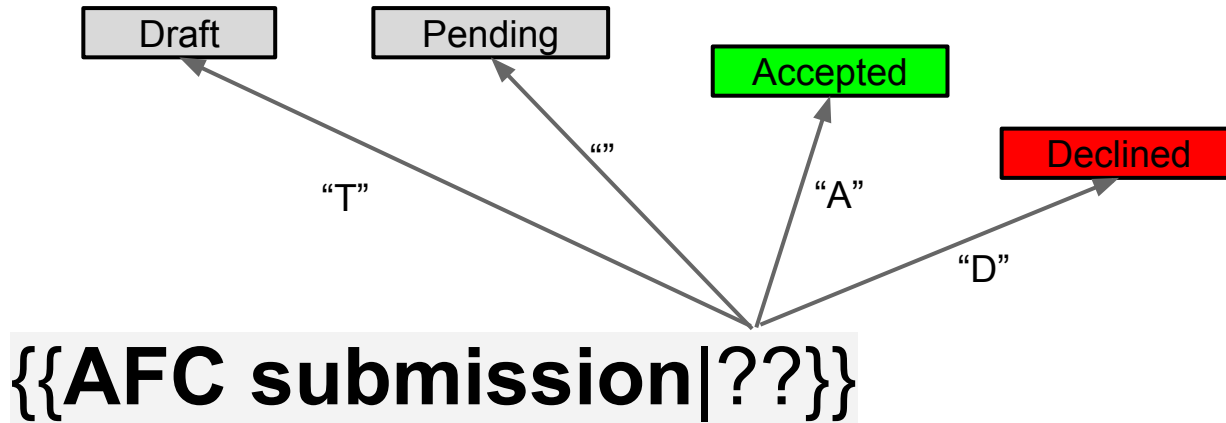 Draft
Pending
Accepted
Declined
“”
“T”
“A”
“D”
{{AFC submission|??}}